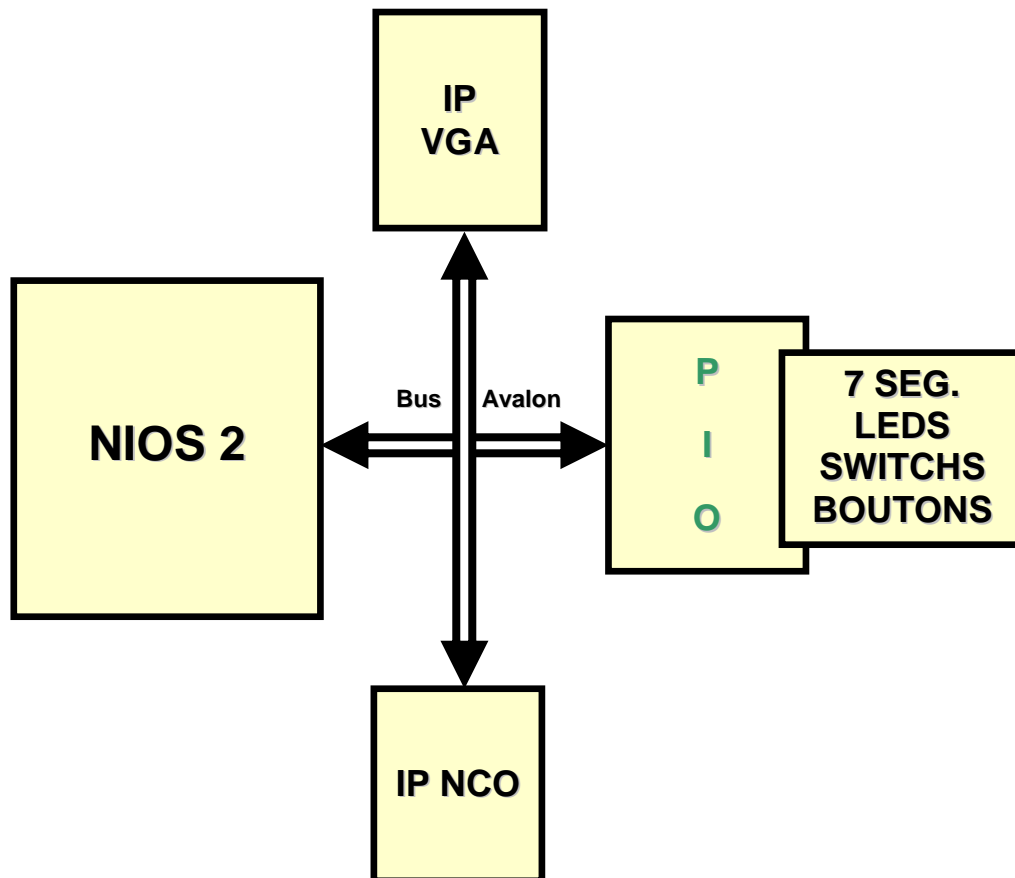 IP
VGA
Bus Avalon
NIOS 2
P
I
O
7 SEG.
LEDS
SWITCHS
BOUTONS
IP NCO